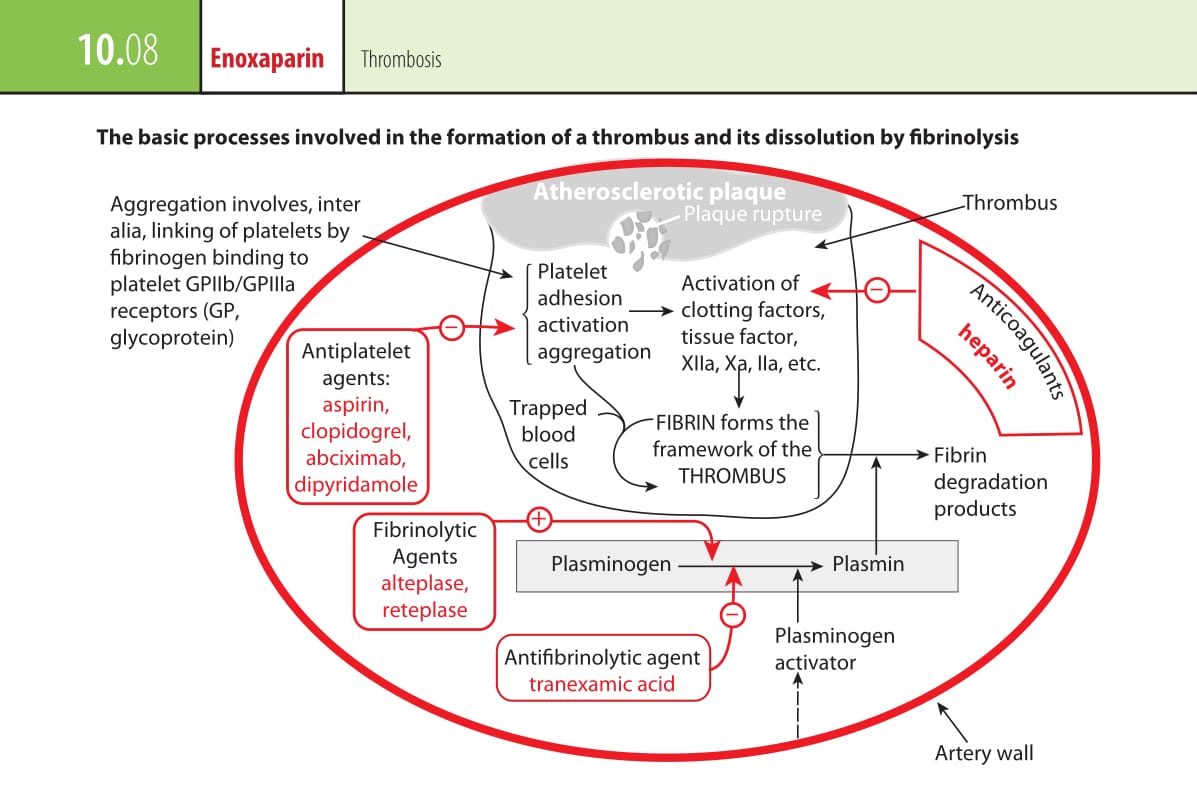 10.08
Enoxaparin
Thrombosis
The basic processes involved in the formation of a thrombus and its dissolution by fibrinolysis
Atherosclerotic plaque
Plaque rupture
Thrombus
Aggregation involves, inter
alia, linking of platelets by
fibrinogen binding to
platelet GPIIb/GPIIIa
receptors (GP,
glycoprotein)
Platelet
adhesion
activation
aggregation
Activation of
clotting factors,
tissue factor,
XIIa, Xa, IIa, etc.
−
Anticoagulants
heparin
−
Antiplatelet
agents:
aspirin,
clopidogrel,
abciximab,
dipyridamole
Trapped
blood
cells
FIBRIN forms the
framework of the
THROMBUS
Fibrin
degradation
products
Fibrinolytic
Agents
alteplase,
reteplase
+
Plasminogen
Plasmin
−
Antifibrinolytic agent
tranexamic acid
Plasminogen
activator
Artery wall